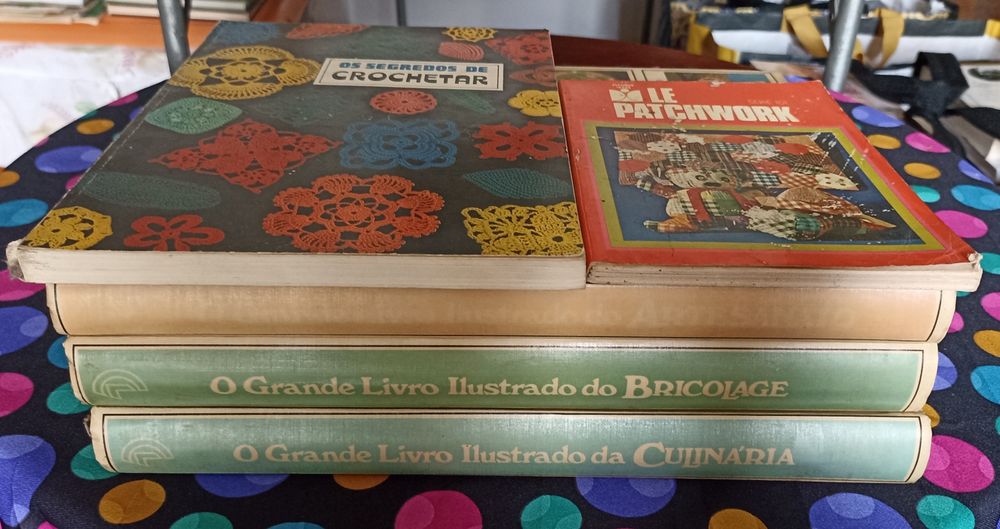 OS SEGREDOS DE
CROCHETAR
LE
PATCHWORK
O Grande Livro Ilustrado do BRICOLAGE
O Grande Livro Ilustrado da CULINÁRIA